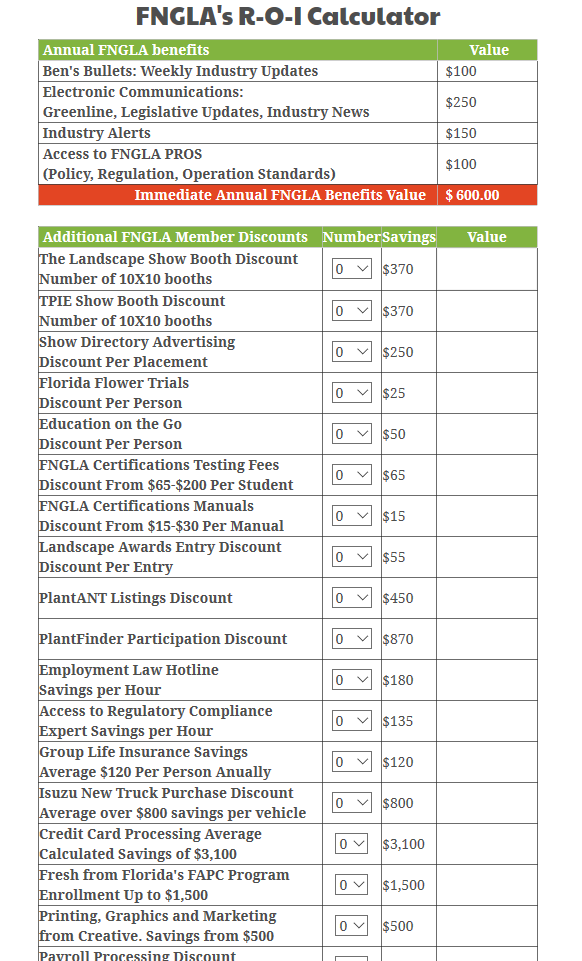 FNGLA's R-O-I Calculator
Annual FNGLA benefits Value
Ben's Bullets: Weekly Industry Updates $100
Electronic Communications:
Greenline, Legislative Updates, Industry News $250
Industry Alerts $150
Access to FNGLA PROS
(Policy, Regulation, Operation Standards) $100
Immediate Annual FNGLA Benefits Value $ 600.00
Additional FNGLA Member Discounts Number Savings Value
The Landscape Show Booth Discount
Number of 10X10 booths 0 $370
TPIE Show Booth Discount
Number of 10X10 booths 0 $370
Show Directory Advertising
Discount Per Placement 0 $250
Florida Flower Trials
Discount Per Person 0 $25
Education on the Go
Discount Per Person 0 $50
FNGLA Certifications Testing Fees
Discount From $65-$200 Per Student 0 $65
FNGLA Certifications Manuals
Discount From $15-$30 Per Manual 0 $15
Landscape Awards Entry Discount
Discount Per Entry 0 $55
PlantANT Listings Discount 0 $450
PlantFinder Participation Discount 0 $870
Employment Law Hotline
Savings per Hour 0 $180
Access to Regulatory Compliance
Expert Savings per Hour 0 $135
Group Life Insurance Savings
Average $120 Per Person Anually 0 $120
Isuzu New Truck Purchase Discount
Average over $800 savings per vehicle 0 $800
Credit Card Processing Average
Calculated Savings of $3,100 0 $3,100
Fresh from Florida's FAPC Program
Enrollment Up to $1,500 0 $1,500
Printing, Graphics and Marketing
from Creative. Savings from $500 0 $500
Payroll Processing Discount